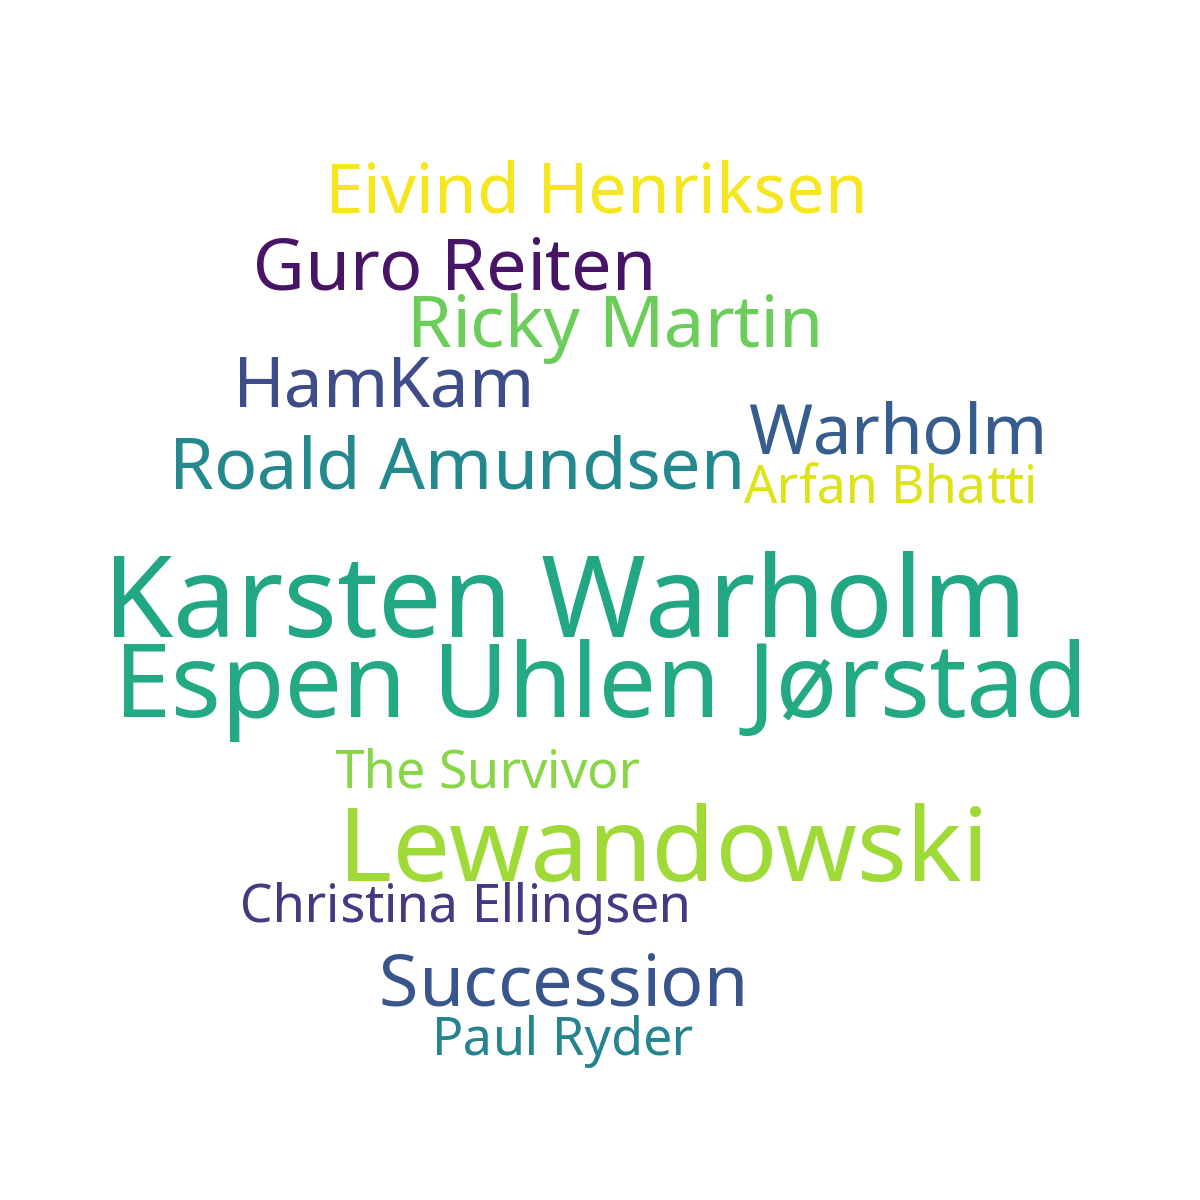 Eivind Henriksen
Guro Reiten
Ricky Martin
HamKam
Warholm
Roald Amundsen
Arfan Bhatti
Karsten Warholm
Espen Uhlen Jørstad
The Survivor
Lewandowski
Christina Ellingsen
Succession
Paul Ryder